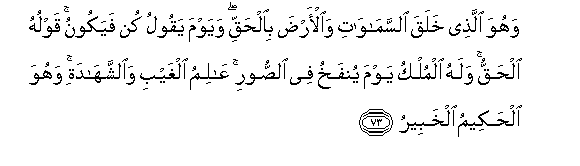 وَهُوَ ٱلَّذِى خَلَقَ ٱلسَّمَـٰوَٰتِ وَٱلْأَرْضَ بِٱلْحَقِّ ۖ وَيَوْمَ يَقُولُ كُن فَيَكُونُ ۚ قَوْلُهُ
ٱلْحَقُّ ۚ وَلَهُ ٱلْمُلْكُ يَوْمَ يُنفَخُ فِى ٱلصُّورِ ۚ عَـٰلِمُ ٱلْغَيْبِ وَٱلشَّهَـٰدَةِ ۚ وَهُوَ
ٱلْحَكِيمُ ٱلْخَبِيرُ ﴿٧٣﴾